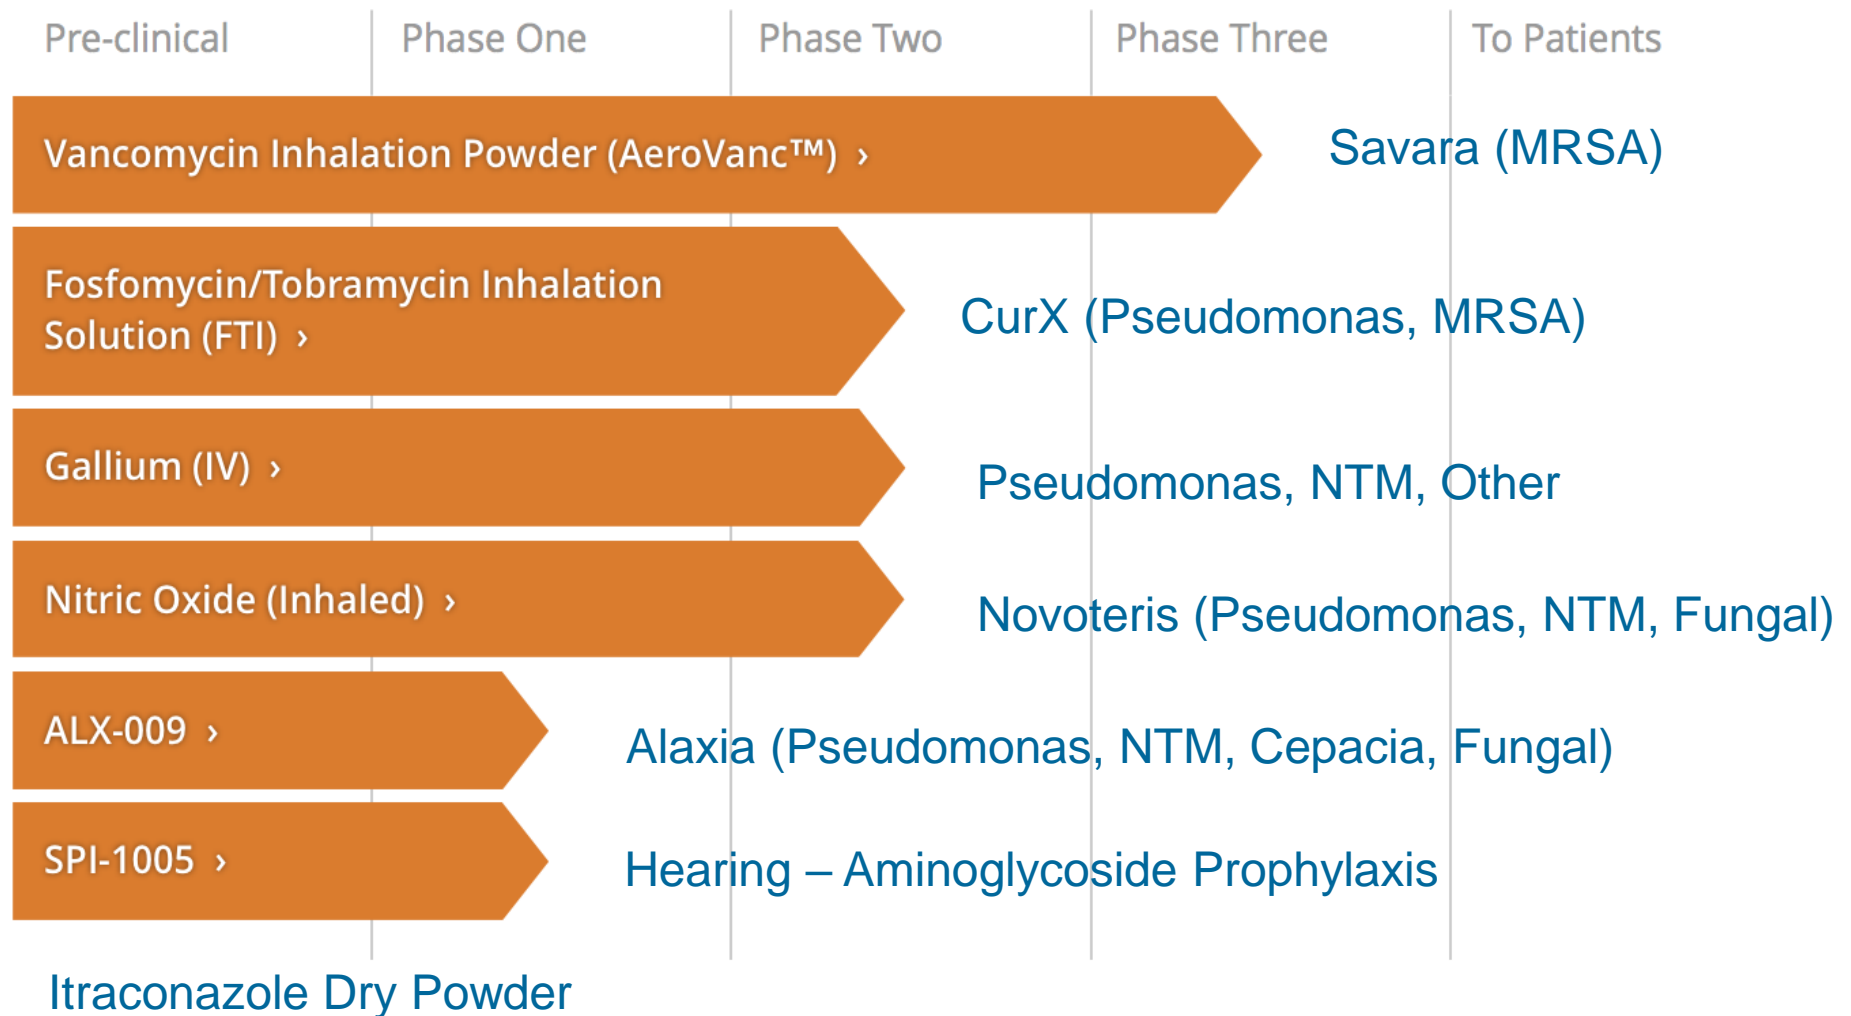 Pre-clinical Phase One Phase Two Phase Three To Patients
Vancomycin Inhalation Powder (AeroVanc™) › Savara (MRSA)
Fosfomycin/Tobramycin Inhalation
Solution (FTI) › CurX (Pseudomonas, MRSA)
Gallium (IV) › Pseudomonas, NTM, Other
Nitric Oxide (Inhaled) › Novoteris (Pseudomonas, NTM, Fungal)
ALX-009 › Alaxia (Pseudomonas, NTM, Cepacia, Fungal)
SPI-1005 › Hearing – Aminoglycoside Prophylaxis
Itraconazole Dry Powder